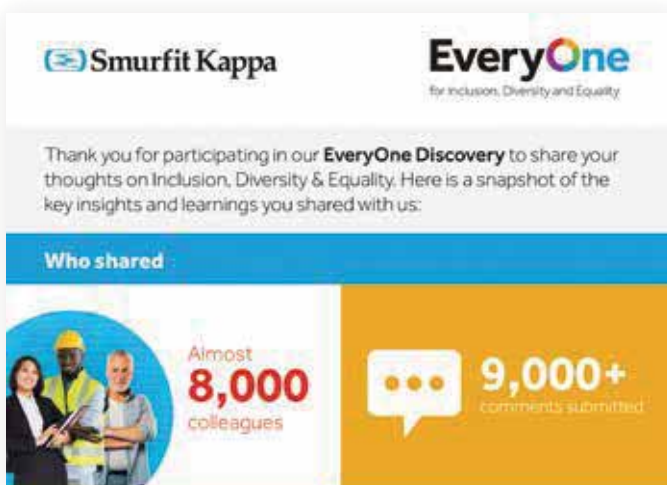 Smurfit Kappa
EveryOne
for Inclusion, Diversity and Equality
Thank you for participating in our EveryOne Discovery to share your
thoughts on Inclusion, Diversity & Equality. Here is a snapshot of the
key insights and learnings you shared with us:
Who shared
Almost
8,000
colleagues
9,000+
comments submitted